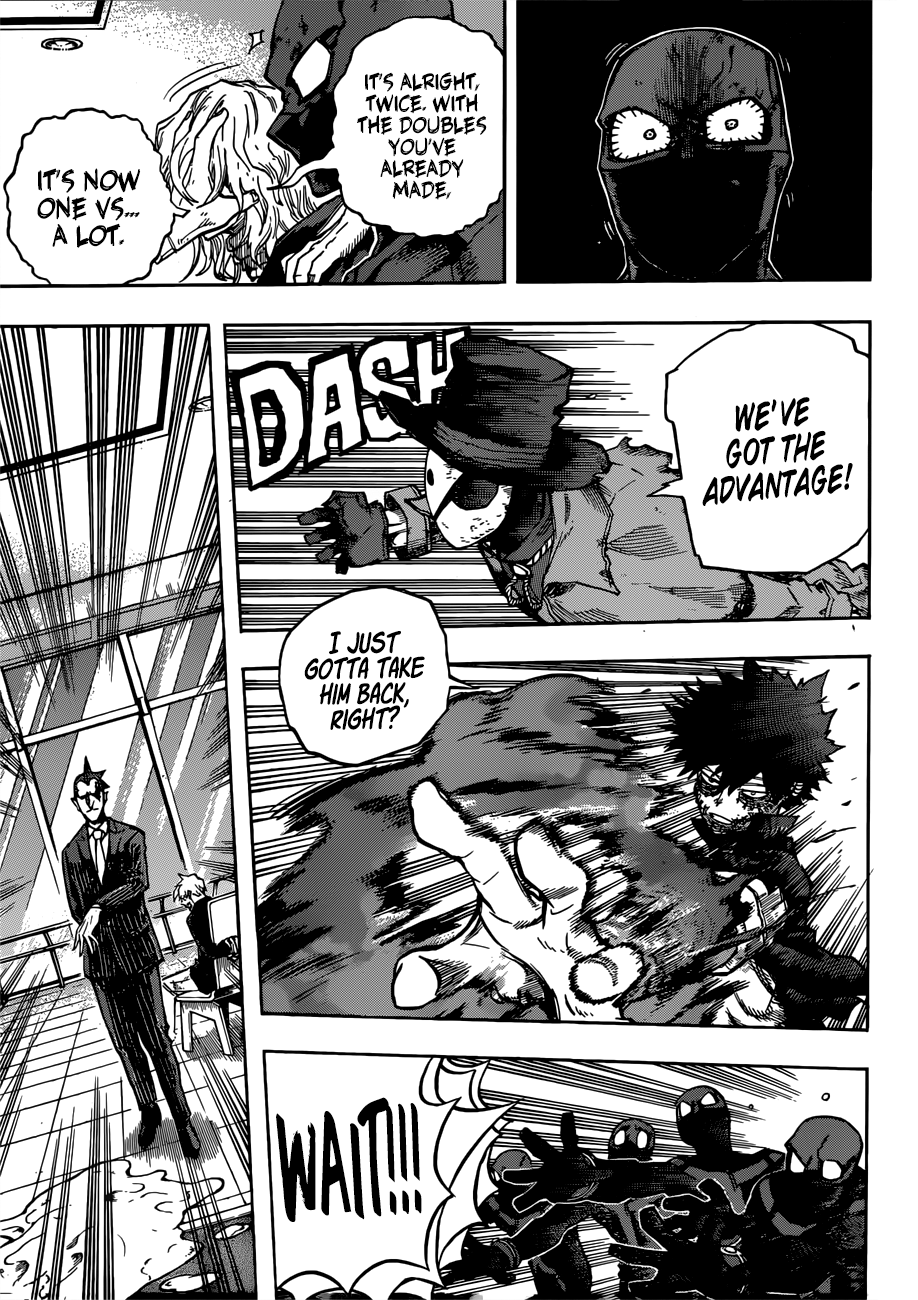 IT'S ALRIGHT,
TWICE. WITH
THE DOUBLES
YOU'VE
ALREADY
MADE,
IT'S NOW
ONE VS...
A LOT.
WE'VE
GOT THE
ADVANTAGE!
DASH
I JUST
GOTTA TAKE
HIM BACK,
RIGHT?
WAIT!!!